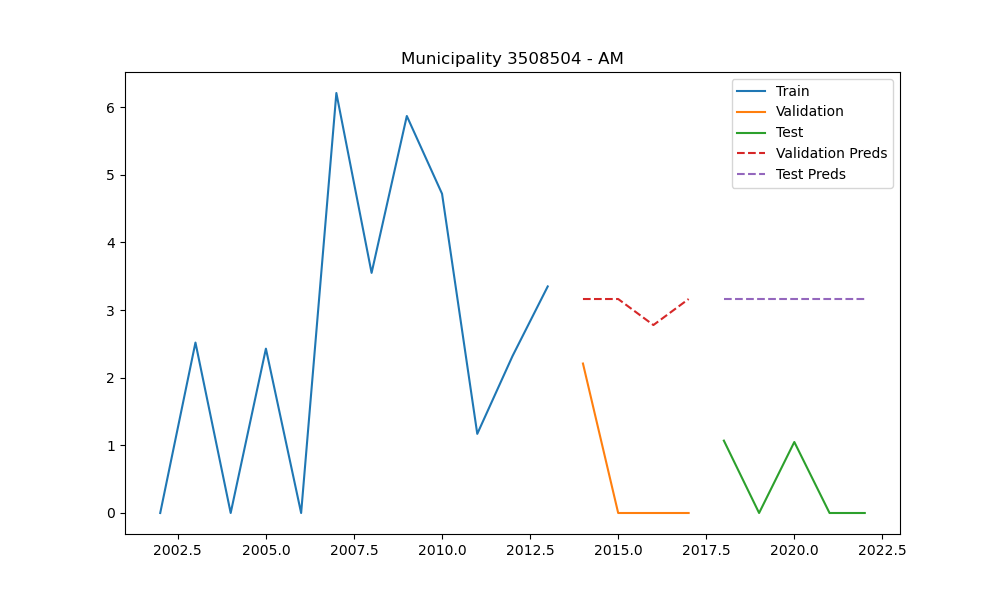 Municipality 3508504 - AM
Train
Validation
Test
Validation Preds
Test Preds
6
5
4
3
2
1
0
2002.5 2005.0 2007.5 2010.0 2012.5 2015.0 2017.5 2020.0 2022.5